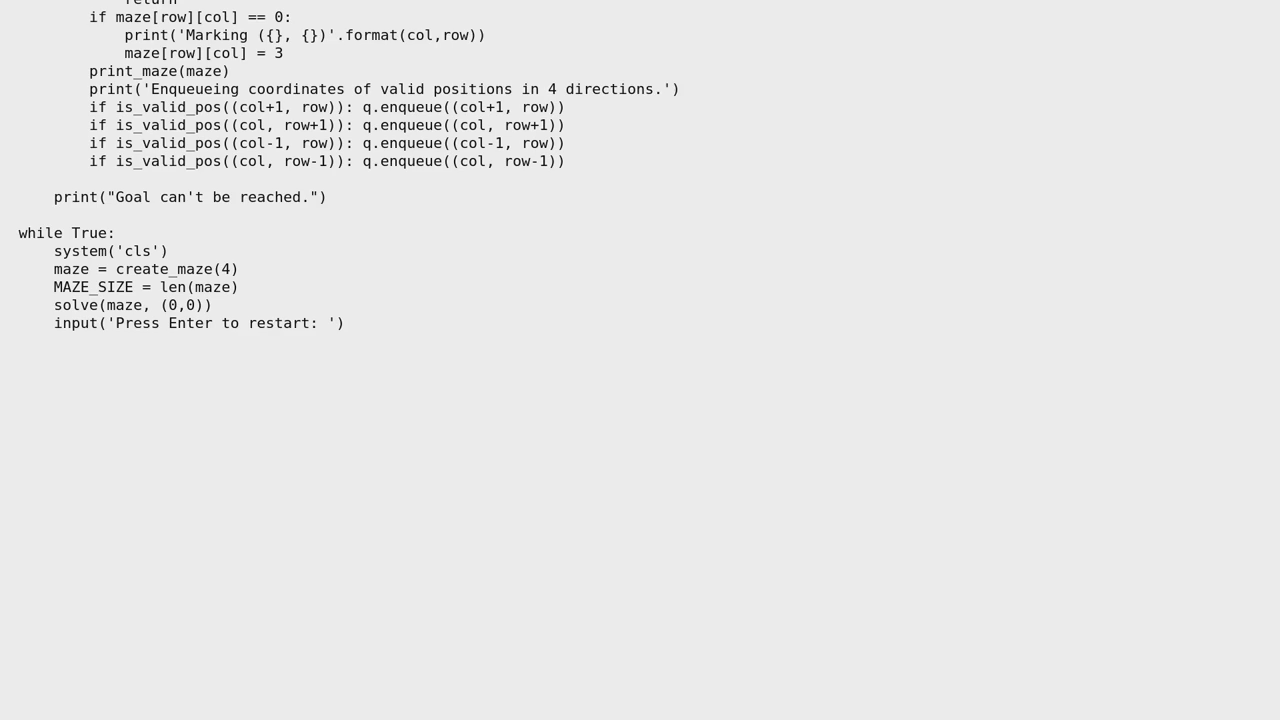 return
if maze[row][col] == 0:
print('Marking ({}, {})'.format(col,row))
maze[row][col] = 3
print_maze(maze)
print('Enqueueing coordinates of valid positions in 4 directions.')
if is_valid_pos((col+1, row)): q.enqueue((col+1, row))
if is_valid_pos((col, row+1)): q.enqueue((col, row+1))
if is_valid_pos((col-1, row)): q.enqueue((col-1, row))
if is_valid_pos((col, row-1)): q.enqueue((col, row-1))
print("Goal can't be reached.")
while True:
system('cls')
maze = create_maze(4)
MAZE_SIZE = len(maze)
solve(maze, (0,0))
input('Press Enter to restart: ')